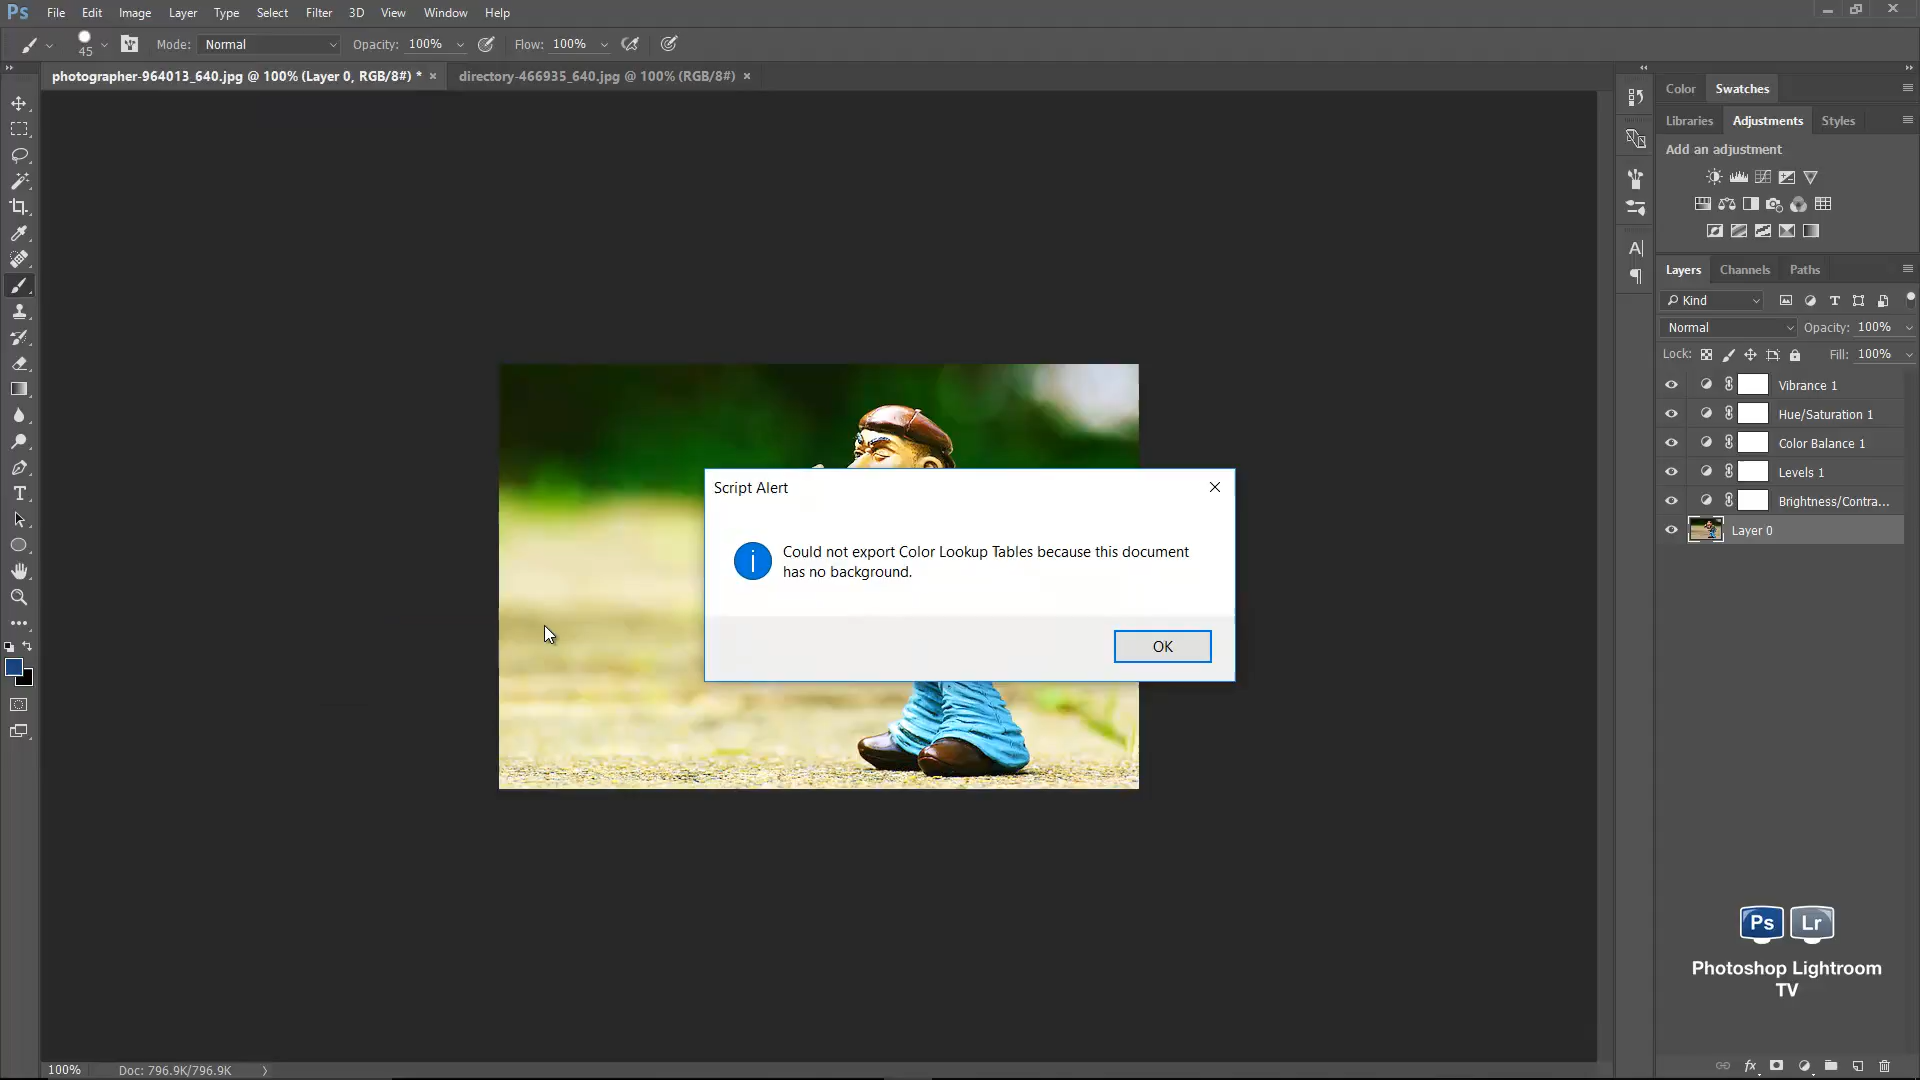 Ps File Edit Image Layer Type Select Filter 3D View Window Help
45 Mode: Normal Opacity: 100% Flow: 100%
photographer-964013_640.jpg @ 100% (Layer 0, RGB/8#) * × directory-466935_640.jpg @ 100% (RGB/8#) ×
Color Swatches
Libraries Adjustments Styles
Add an adjustment
Layers Channels Paths
Kind
Normal Opacity: 100%
Lock: Fill: 100%
Vibrance 1
Hue/Saturation 1
Color Balance 1
Levels 1
Brightness/Contra...
Layer 0
Script Alert
Could not export Color Lookup Tables because this document
has no background.
OK
Ps Lr
Photoshop Lightroom
TV
100% Doc: 796.9K/796.9K